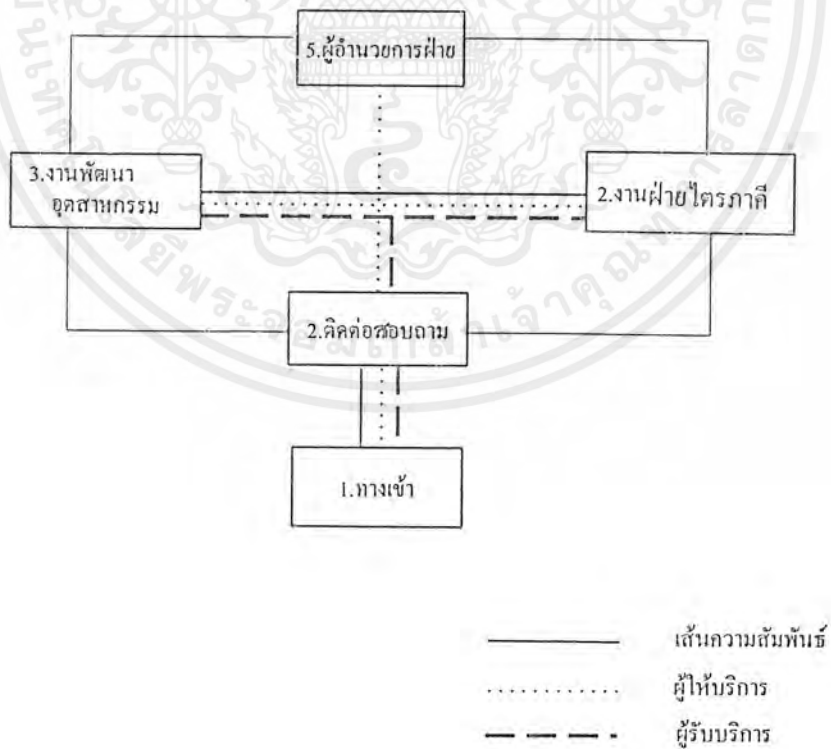 5.ผู้อำนวยการฝ่าย
3.งานพัฒนา
อุตสาหกรรม
2.งานฝ่ายไตรภาคี
2.ติดต่อสอบถาม
1.ทางเข้า
เส้นความสัมพันธ์
ผู้ให้บริการ
ผู้รับบริการ